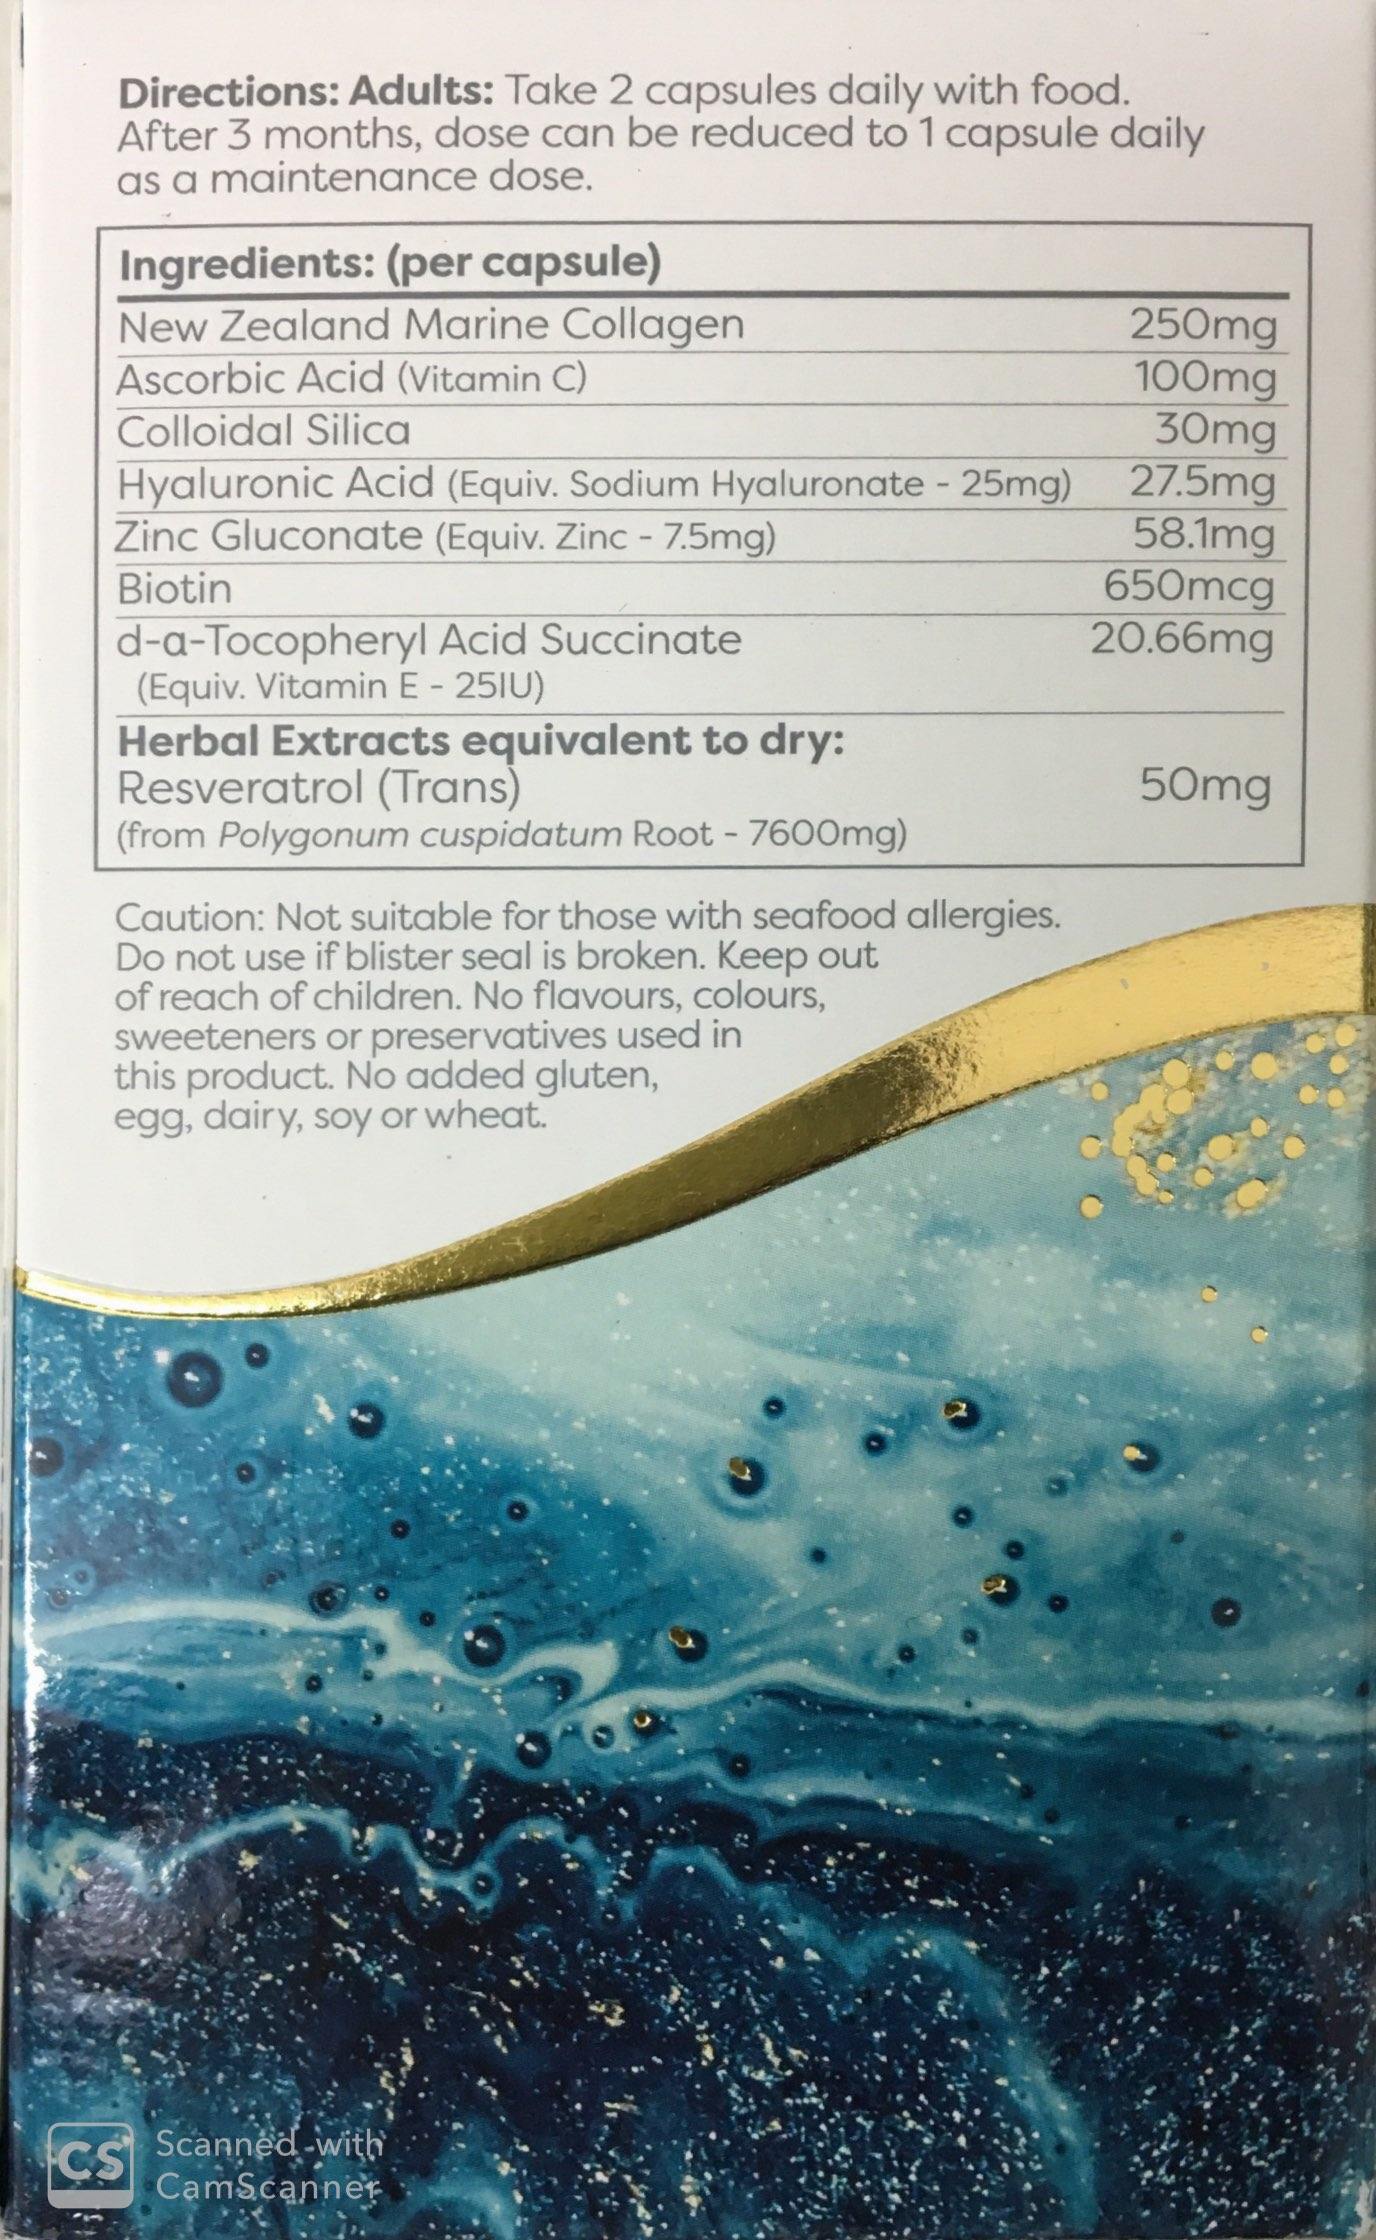 Directions: Adults: Take 2 capsules daily with food.
After 3 months, dose can be reduced to 1 capsule daily
as a maintenance dose.
Ingredients: (per capsule)
New Zealand Marine Collagen 250mg
Ascorbic Acid (Vitamin C) 100mg
Colloidal Silica 30mg
Hyaluronic Acid (Equiv. Sodium Hyaluronate - 25mg) 27.5mg
Zinc Gluconate (Equiv. Zinc - 7.5mg) 58.1mg
Biotin 650mcg
d-α-Tocopheryl Acid Succinate 20.66mg
(Equiv. Vitamin E - 25IU)
Herbal Extracts equivalent to dry:
Resveratrol (Trans) 50mg
(from Polygonum cuspidatum Root - 7600mg)
Caution: Not suitable for those with seafood allergies.
Do not use if blister seal is broken. Keep out
of reach of children. No flavours, colours,
sweeteners or preservatives used in
this product. No added gluten,
egg, dairy, soy or wheat.
CS Scanned with
CamScanner